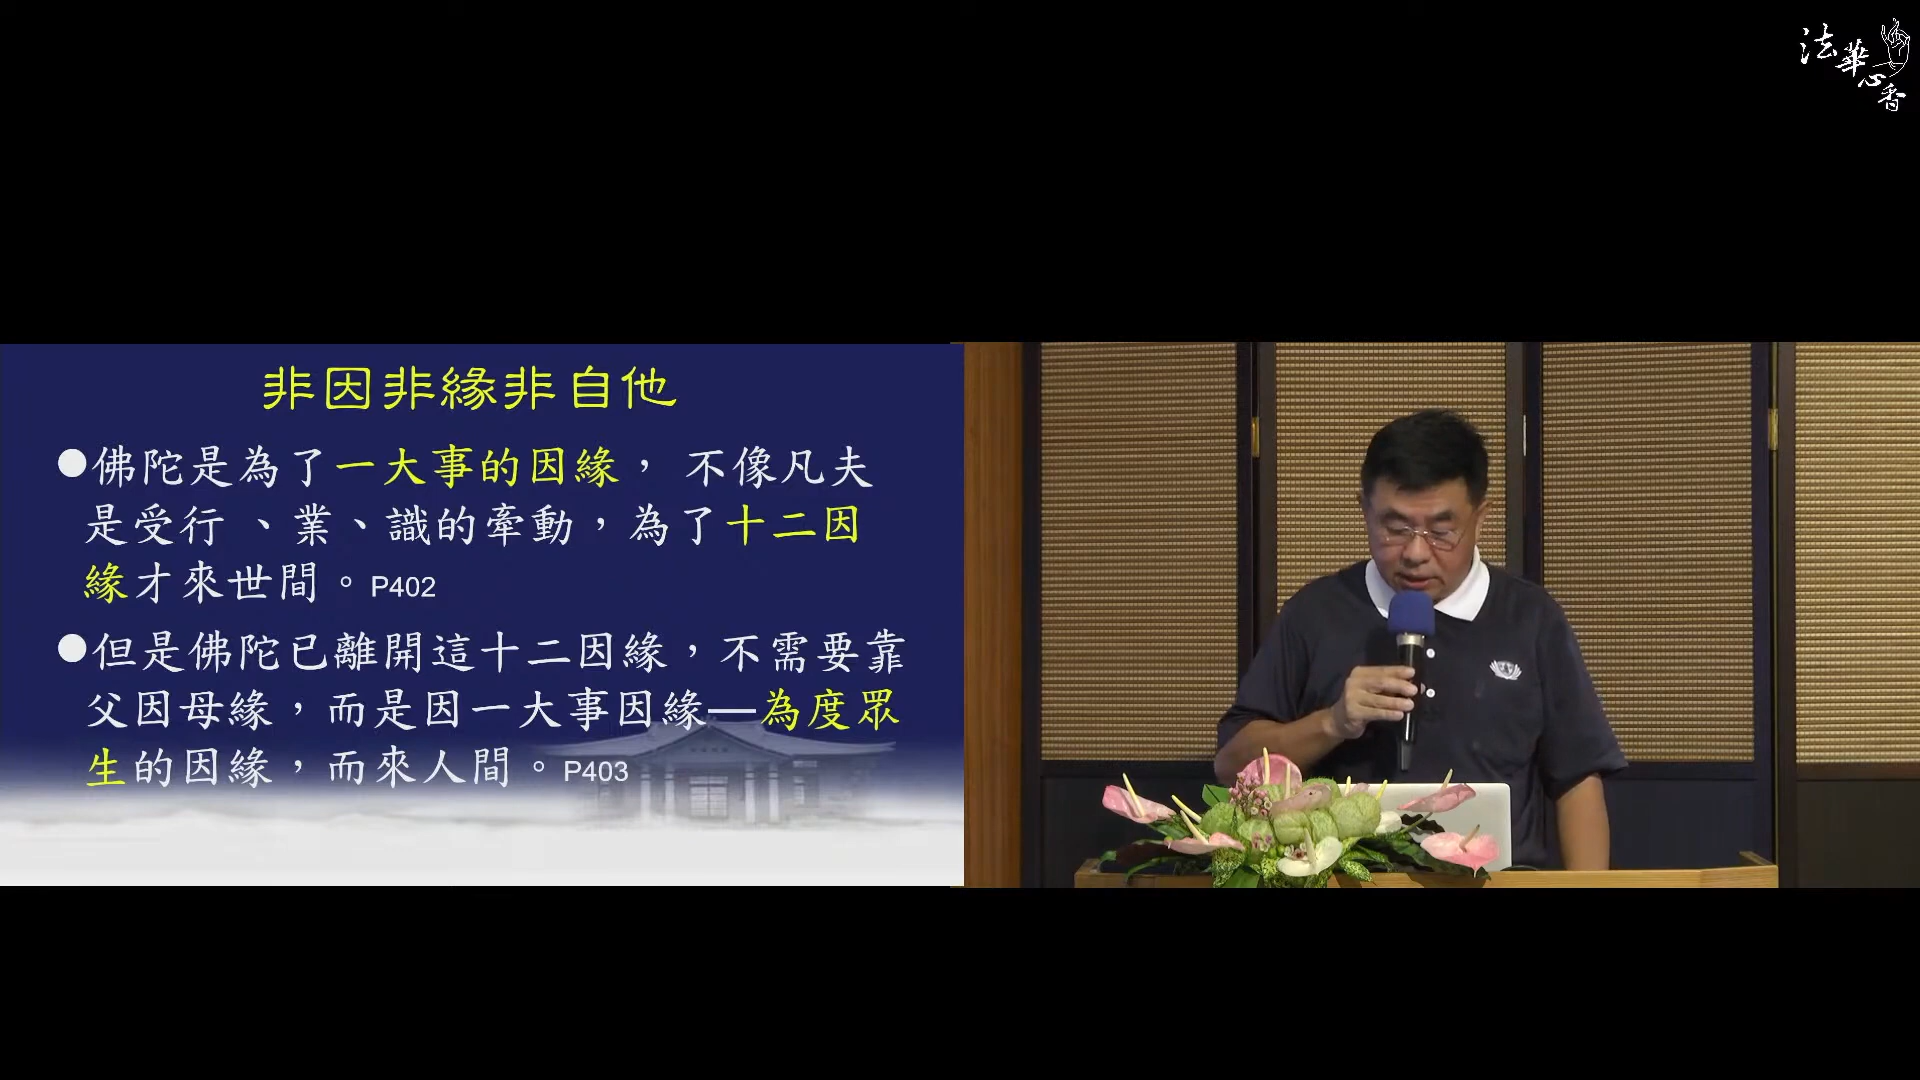 法華心香
非因非緣非自他
●佛陀是為了一大事的因緣，不像凡夫
是受行、業、識的牽動，為了十二因
緣才來世間。P402
●但是佛陀已離開這十二因緣，不需要靠
父因母緣，而是因一大事因緣—為度眾
生的因緣，而來人間。P403